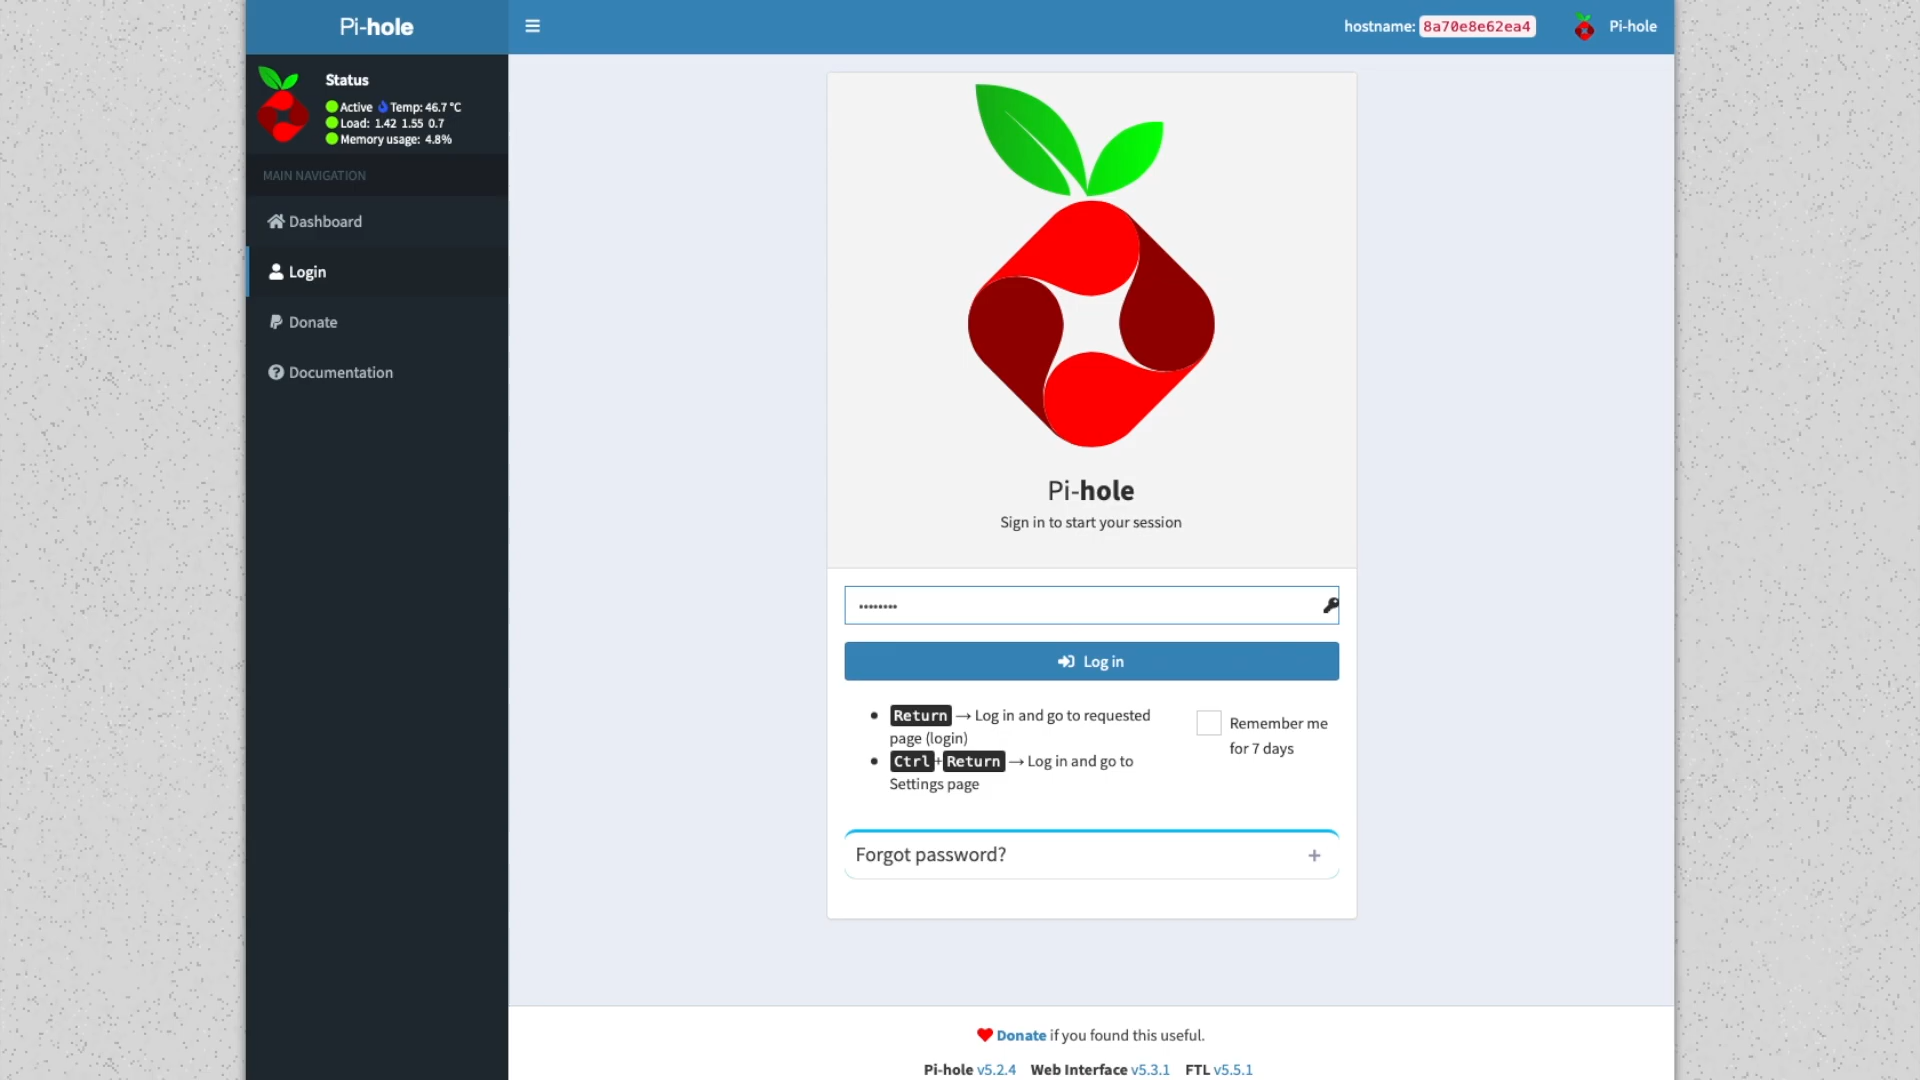 Pi-hole
hostname: 8a70e8e62ea4
Pi-hole
Status
Active Temp: 46.7 °C
Load: 1.42 1.55 0.7
Memory usage: 4.8%
MAIN NAVIGATION
Dashboard
Login
Donate
Documentation
Pi-hole
Sign in to start your session
••••••••
Log in
Return → Log in and go to requested
page (login)
Ctrl+Return → Log in and go to
Settings page
Remember me
for 7 days
Forgot password?
Donate if you found this useful.
Pi-hole v5.2.4 Web Interface v5.3.1 FTL v5.5.1